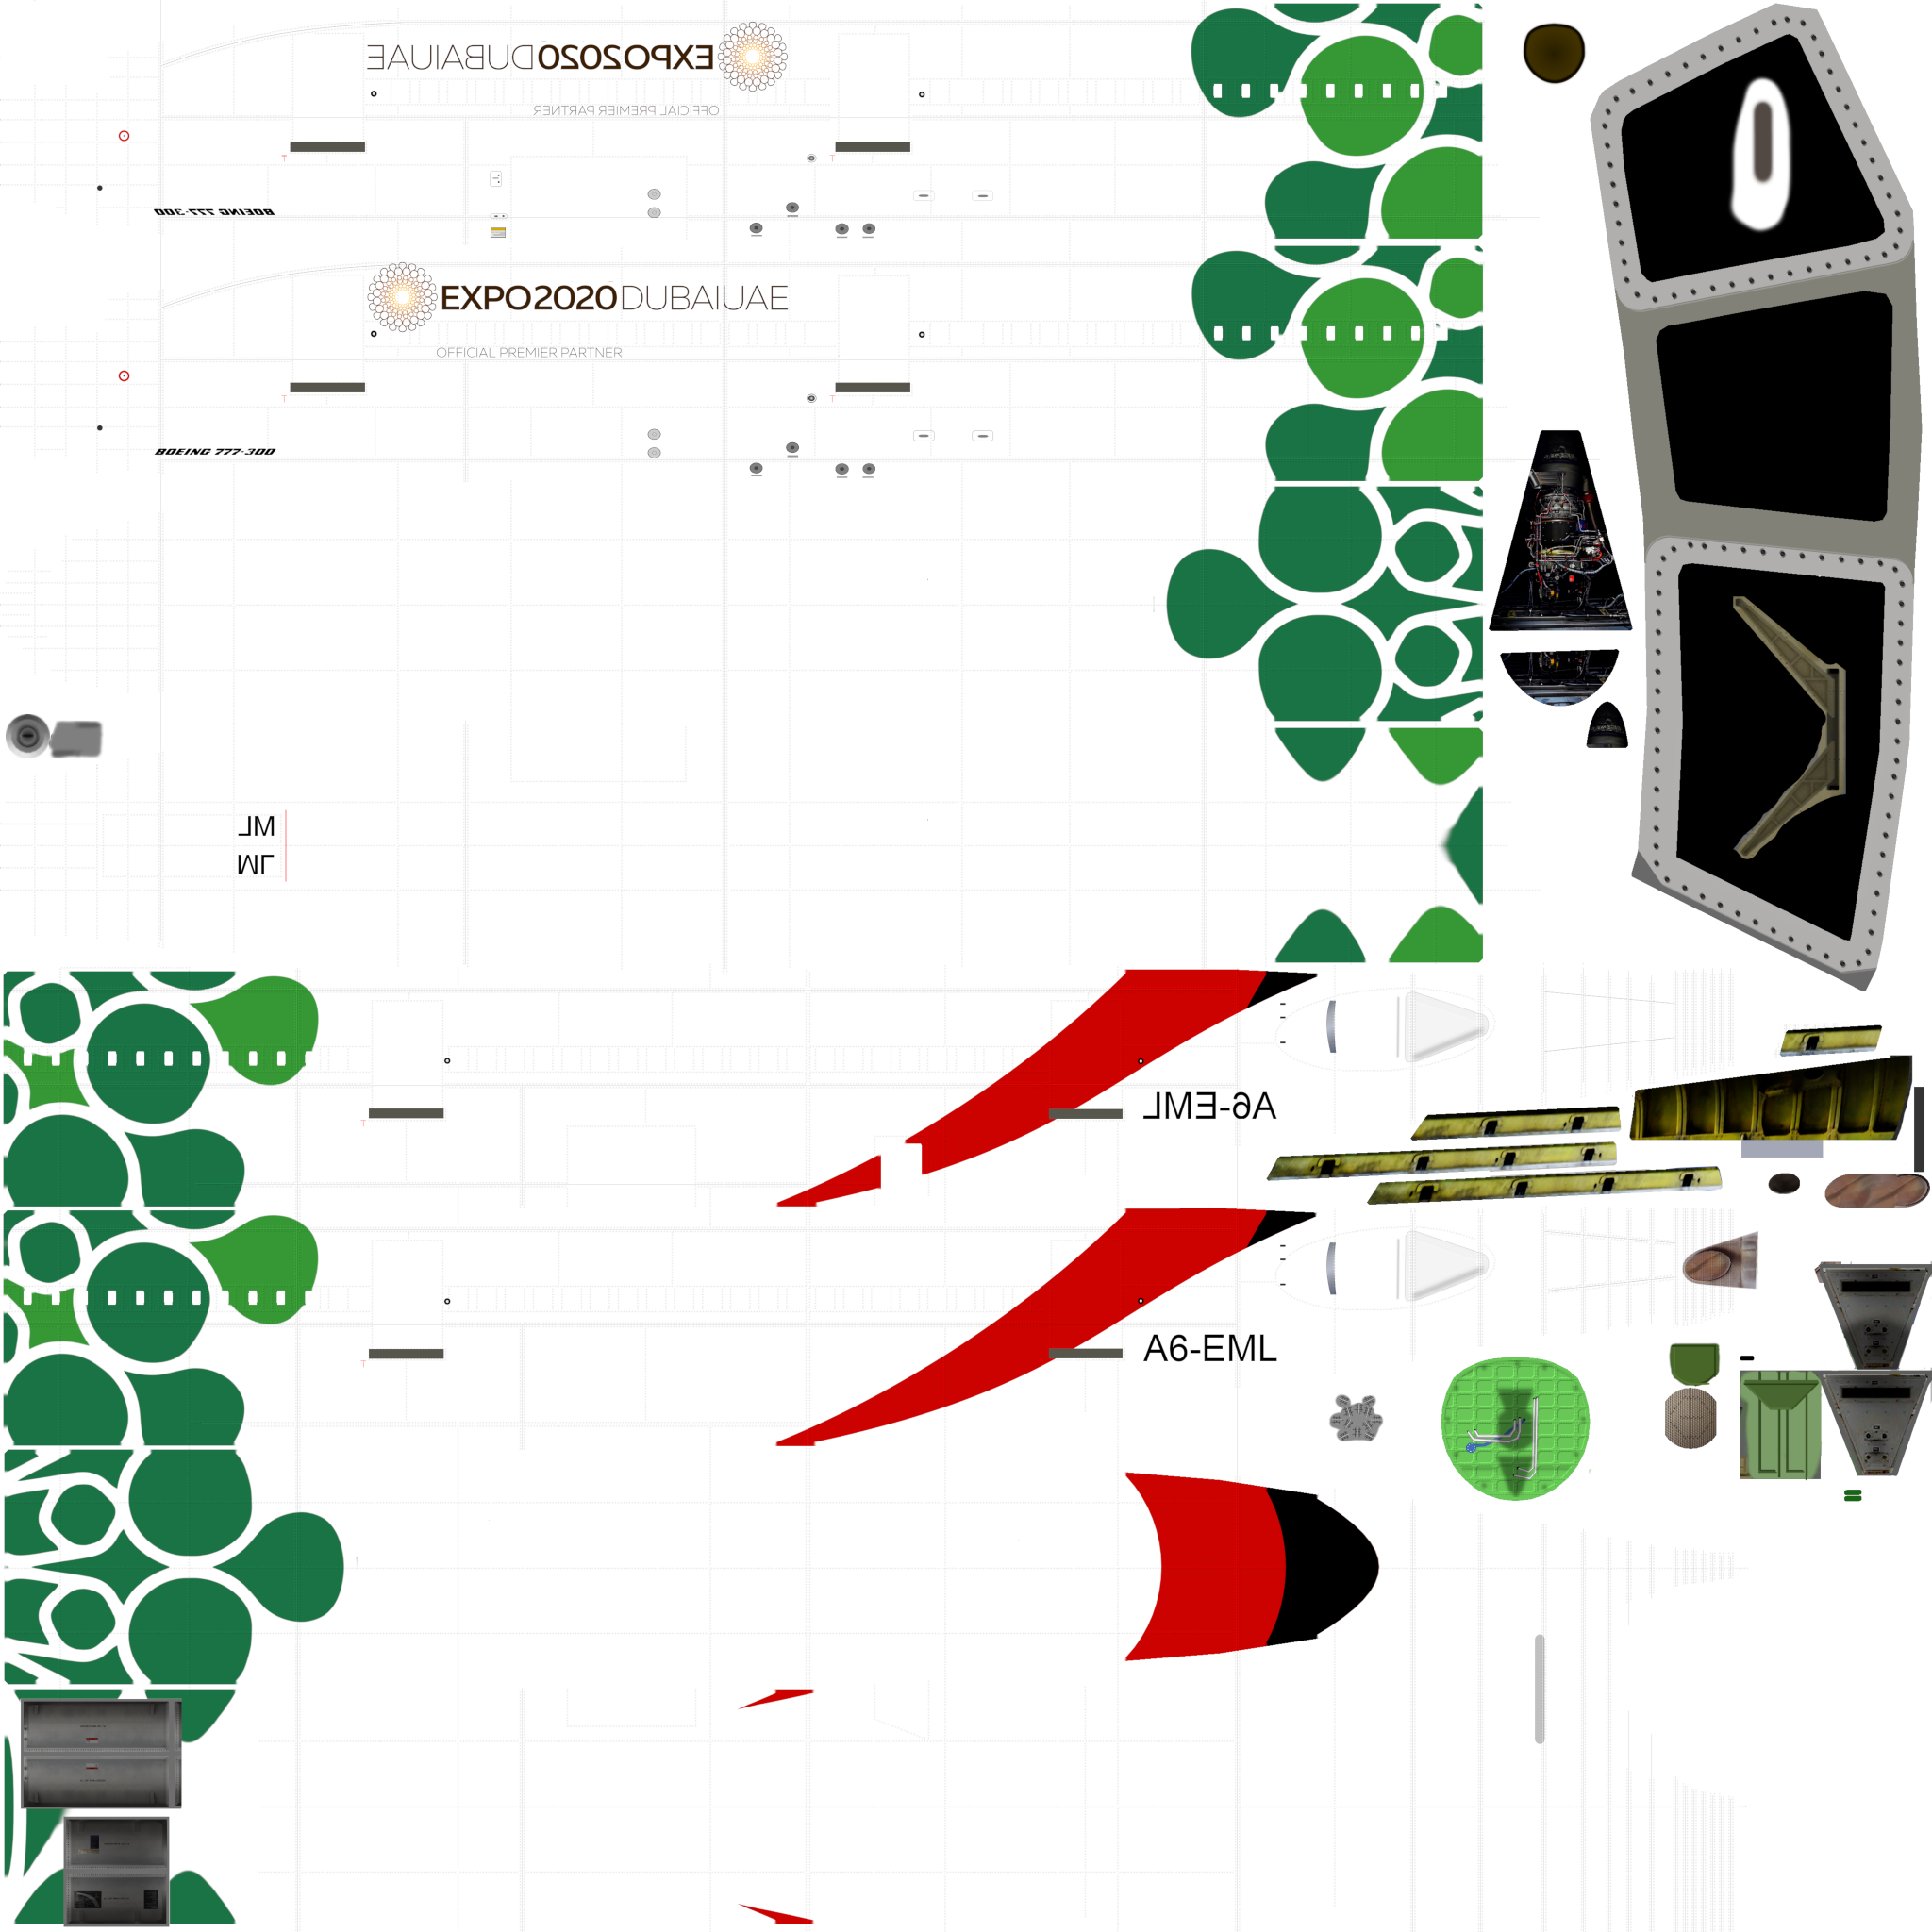 EXPO2020DUBAIUAE
OFFICIAL PREMIER PARTNER
T
T
BOEING 777-300
EXPO2020DUBAIUAE
OFFICIAL PREMIER PARTNER
T
T
BOEING 777-300
ML
ML
A6-EML
T
A6-EML
T